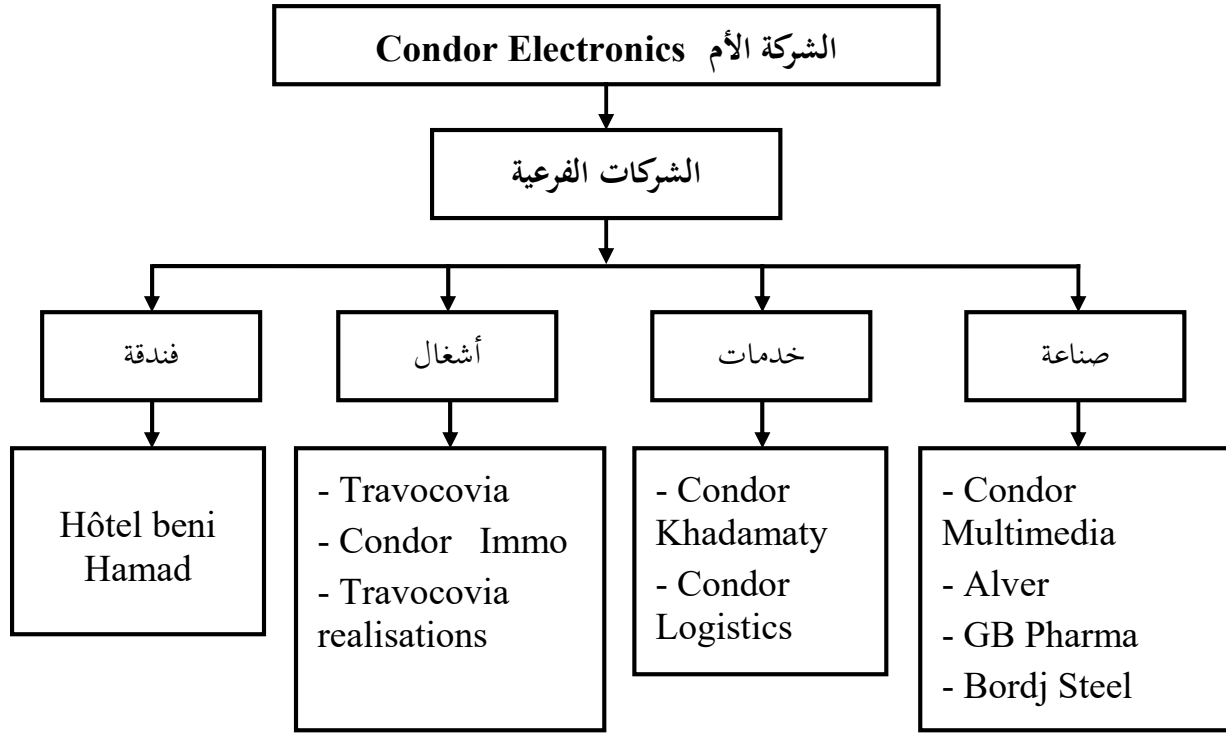 الشركة الأم Condor Electronics
الشركات الفرعية
صناعة
خدمات
أشغال
فندقة
- Condor
Multimedia
- Alver
- GB Pharma
- Bordj Steel
- Condor
Khadamaty
- Condor
Logistics
- Travocovia
- Condor Immo
- Travocovia
realisations
Hôtel beni
Hamad